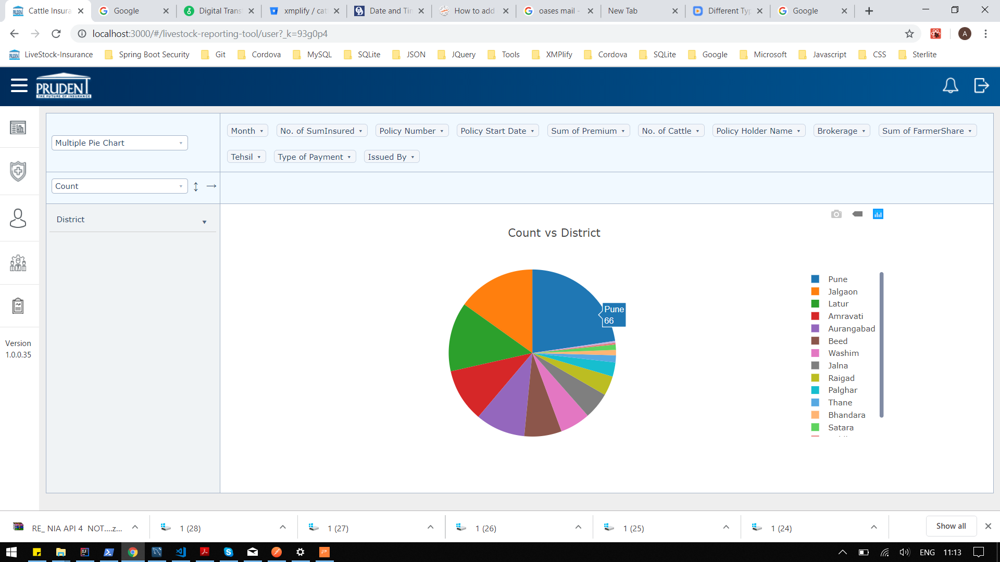 Cattle Insura
Google
Digital Trans
xmplify / cat
Date and Tim
How to add
oases mail -
New Tab
Different Typ
Google
localhost:3000/#/livestock-reporting-tool/user?_k=93g0p4
A
LiveStock-Insurance
Spring Boot Security
Git
Cordova
MySQL
SQLite
JSON
JQuery
Tools
XMPlify
Cordova
SQLite
Google
Microsoft
Javascript
CSS
Sterlite
PRUDENT
THE FUTURE OF INSURANCE
Multiple Pie Chart
Month
No. of SumInsured
Policy Number
Policy Start Date
Sum of Premium
No. of Cattle
Policy Holder Name
Brokerage
Sum of FarmerShare
Tehsil
Type of Payment
Issued By
Count
District
Count vs District
Pune
66
Pune
Jalgaon
Latur
Amravati
Aurangabad
Beed
Washim
Jalna
Raigad
Palghar
Thane
Bhandara
Satara
Version
1.0.0.35
RE_ NIA API 4 NOT....z...
1 (28)
1 (27)
1 (26)
1 (25)
1 (24)
Show all
ENG
11:13